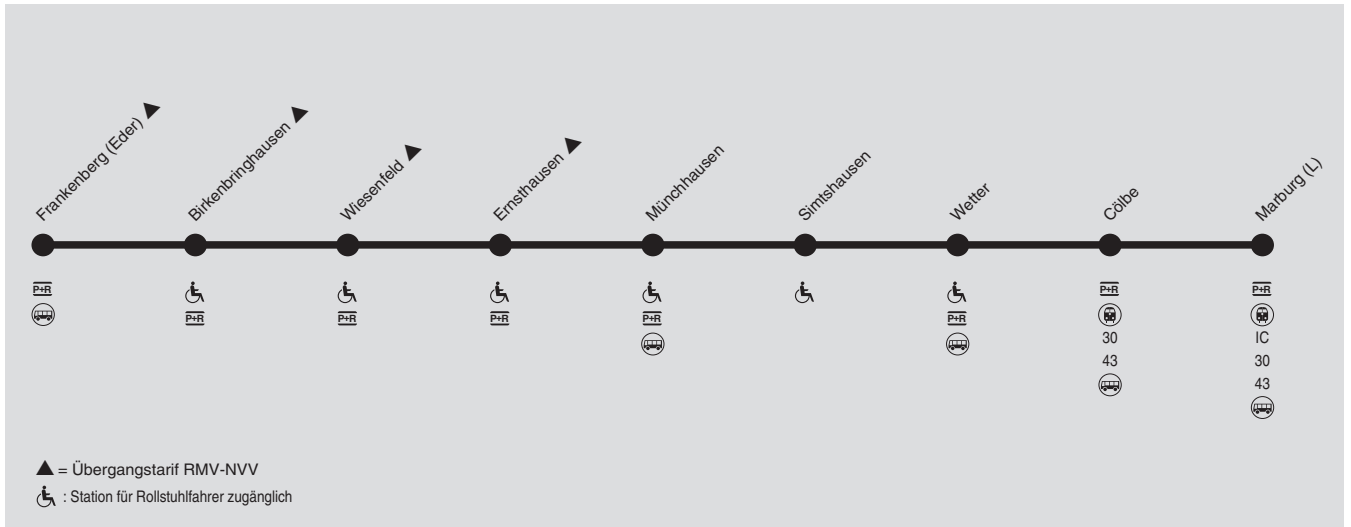 Frankenberg (Eder)
Birkenbringhausen
Wiesenfeld
Ernsthausen
Münchhausen
Simtshausen
Wetter
Cölbe
Marburg (L)
P+R
P+R
P+R
P+R
P+R
P+R
P+R
30
43
P+R
IC
30
43
= Übergangstarif RMV-NVV
: Station für Rollstuhlfahrer zugänglich